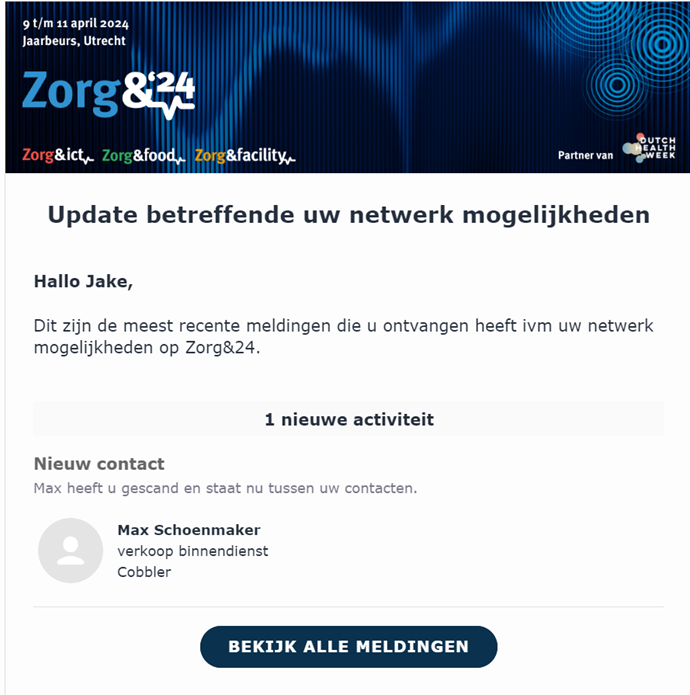 9 t/m 11 april 2024
Jaarbeurs, Utrecht
Zorg&'24
Zorg&ict Zorg&food Zorg&facility
Partner van DUTCH HEALTH WEEK
Update betreffende uw netwerk mogelijkheden
Hallo Jake,
Dit zijn de meest recente meldingen die u ontvangen heeft ivm uw netwerk
mogelijkheden op Zorg&24.
1 nieuwe activiteit
Nieuw contact
Max heeft u gescand en staat nu tussen uw contacten.
Max Schoenmaker
verkoop binnendienst
Cobbler
BEKIJK ALLE MELDINGEN